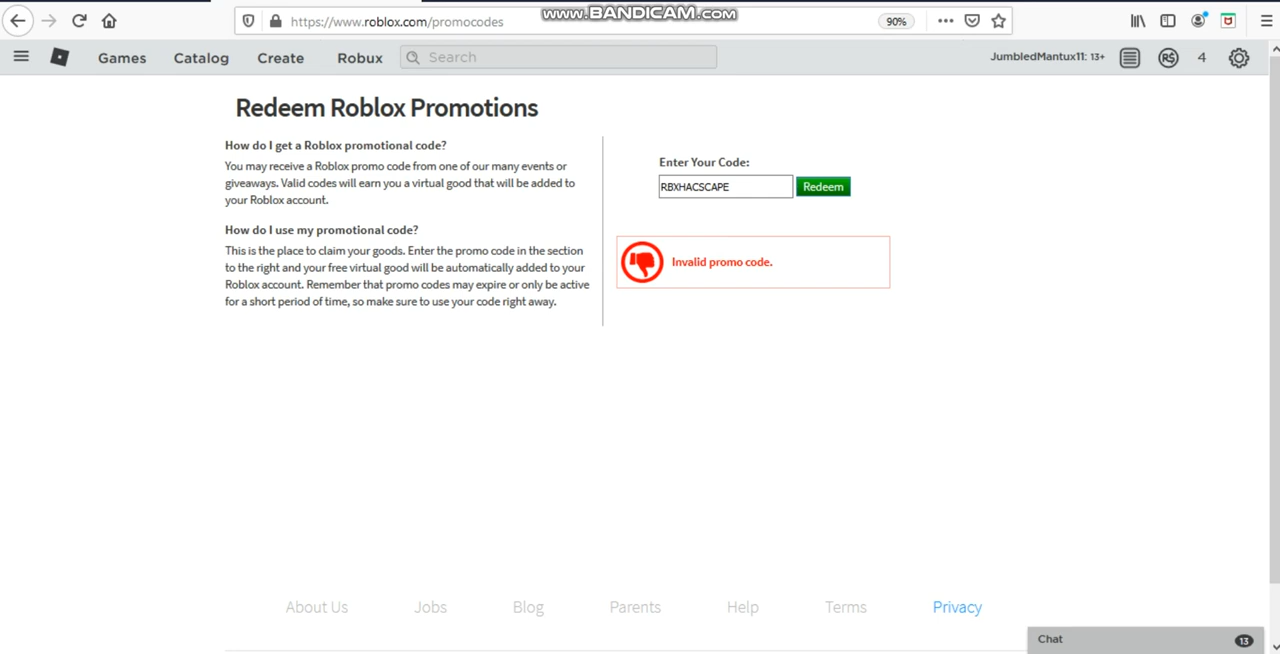 https://www.roblox.com/promocodes
www.BANDICAM.com
90%
Games
Catalog
Create
Robux
Search
JumbledMantux11: 13+
R$
4
Redeem Roblox Promotions
How do I get a Roblox promotional code?
You may receive a Roblox promo code from one of our many events or
giveaways. Valid codes will earn you a virtual good that will be added to
your Roblox account.
How do I use my promotional code?
This is the place to claim your goods. Enter the promo code in the section
to the right and your free virtual good will be automatically added to your
Roblox account. Remember that promo codes may expire or only be active
for a short period of time, so make sure to use your code right away.
Enter Your Code:
RBXHACSCAPE
Redeem
Invalid promo code.
About Us
Jobs
Blog
Parents
Help
Terms
Privacy
Chat
13